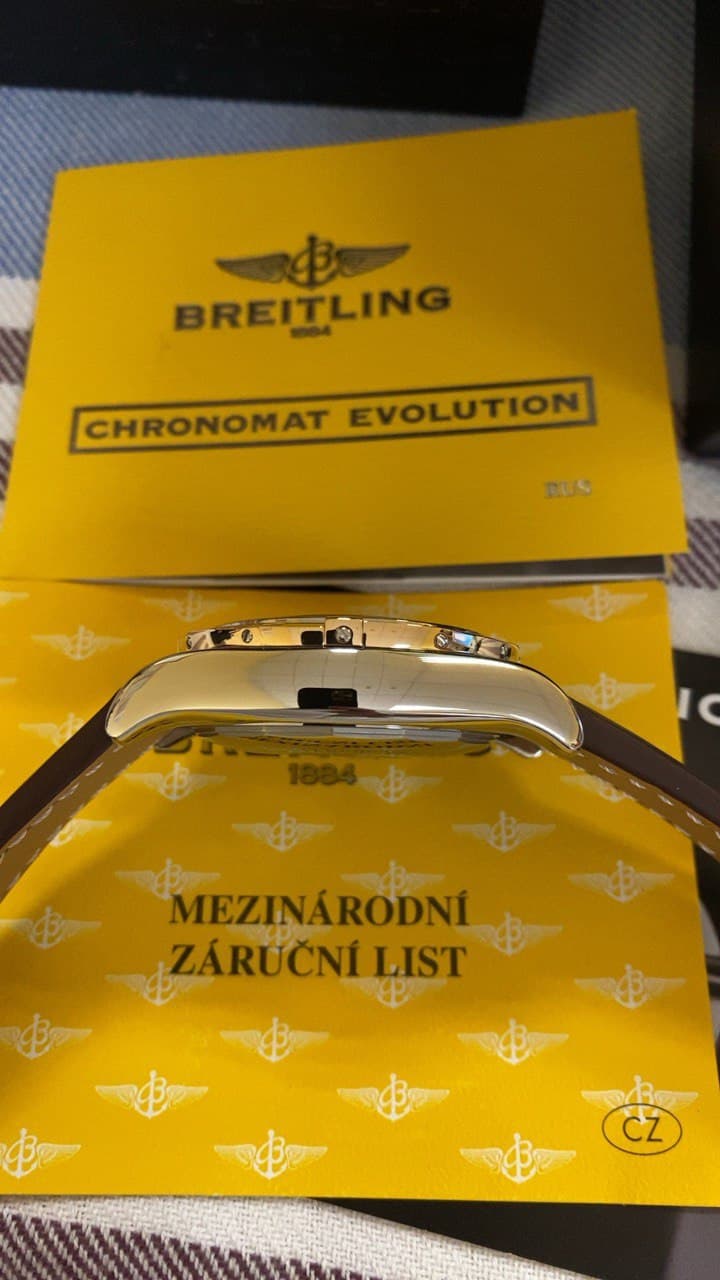 BREITLING
1884
CHRONOMAT EVOLUTION
RUS
1884
MEZINÁRODNÍ
ZÁRUČNÍ LIST
CZ